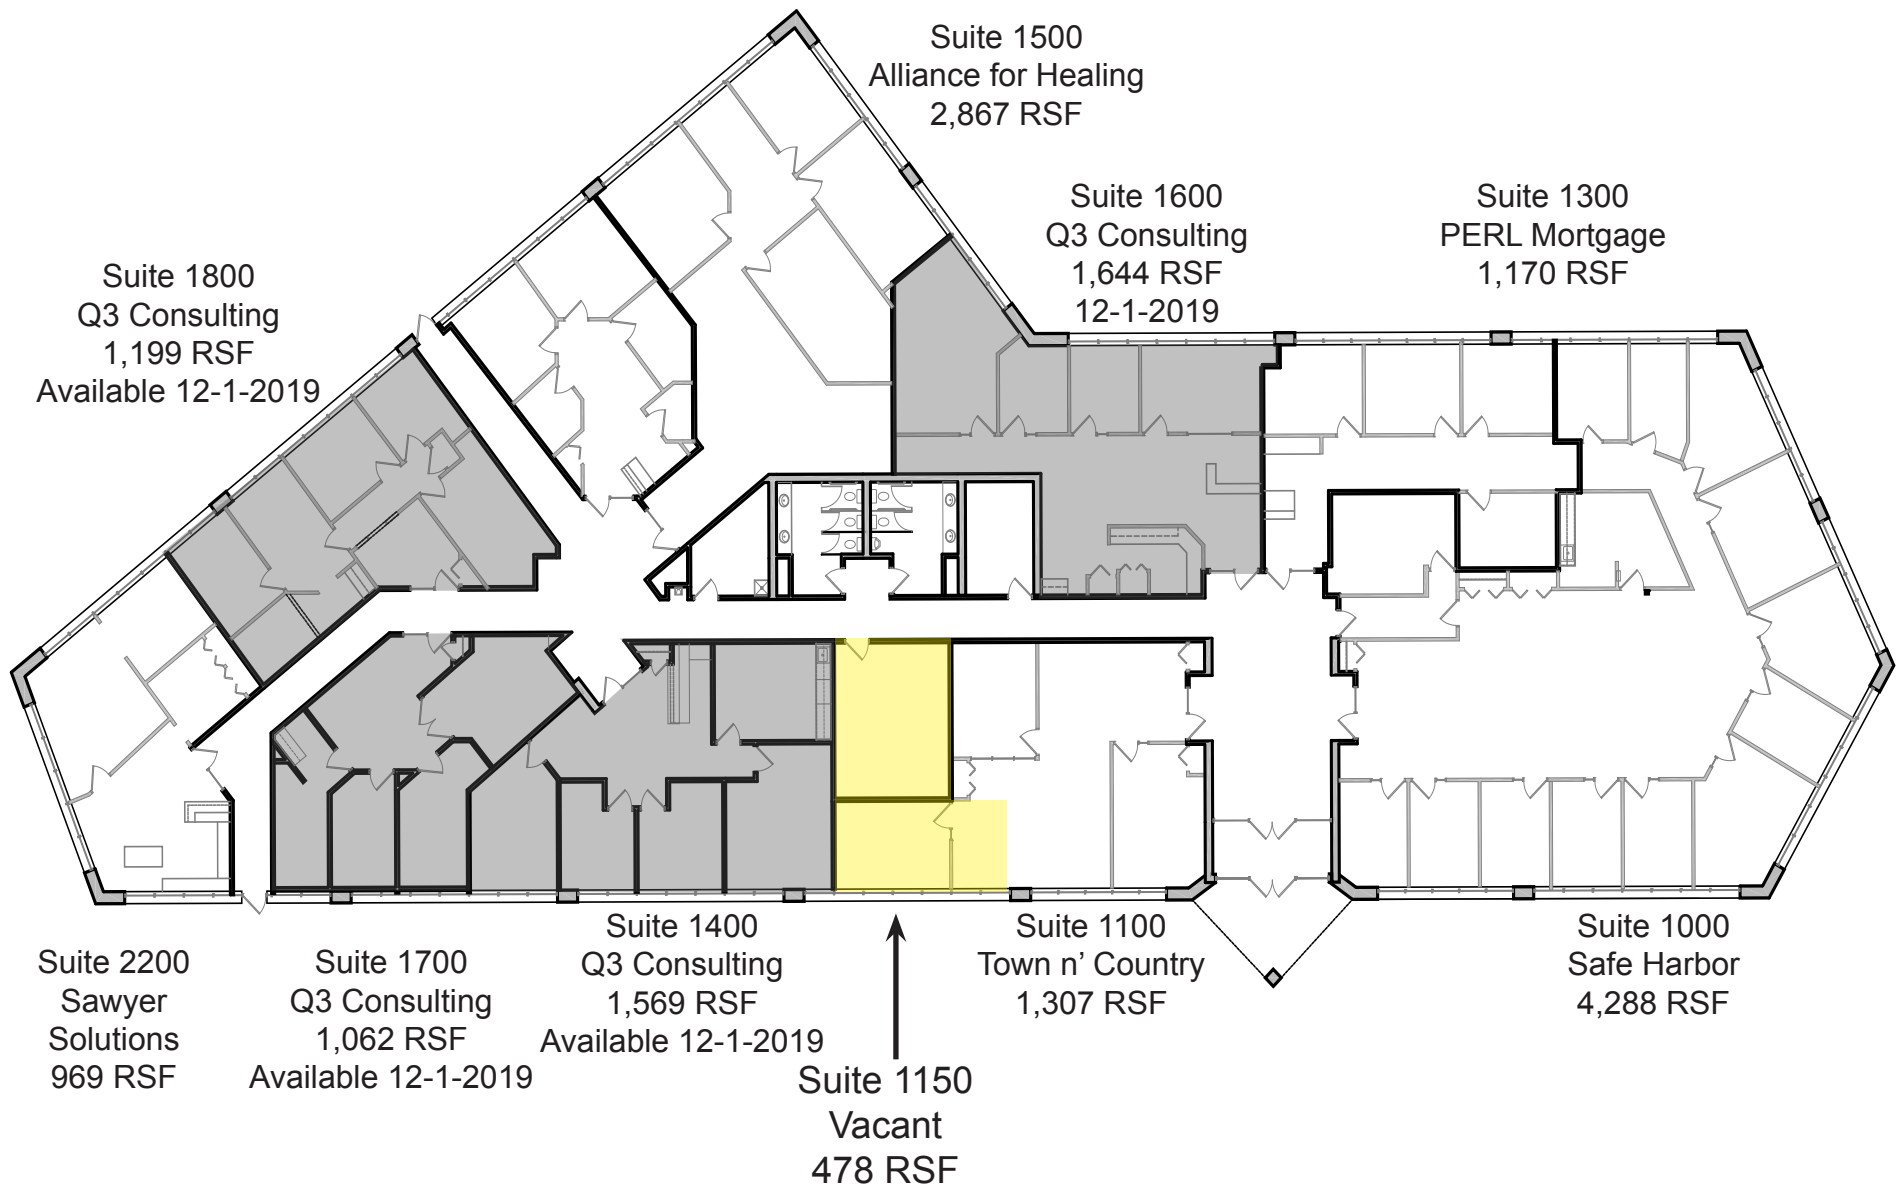 Suite 1500
Alliance for Healing
2,867 RSF
Suite 1600
Q3 Consulting
1,644 RSF
12-1-2019
Suite 1300
PERL Mortgage
1,170 RSF
Suite 1800
Q3 Consulting
1,199 RSF
Available 12-1-2019
Suite 2200
Sawyer
Solutions
969 RSF
Suite 1700
Q3 Consulting
1,062 RSF
Available 12-1-2019
Suite 1400
Q3 Consulting
1,569 RSF
Available 12-1-2019
Suite 1150
Vacant
478 RSF
Suite 1100
Town n’ Country
1,307 RSF
Suite 1000
Safe Harbor
4,288 RSF